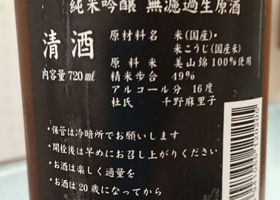 純米吟醸 無濾過生原酒
清酒
内容量720ml
原材料名 米(国産)・
米こうじ(国産米)
原料米 美山錦100%使用
精米歩合 49%
アルコール分 16度
杜氏 千野麻里子
・保管は冷暗所でお願いします
・開栓後は早めにお召し上がりください
・お酒は楽しく適量を
・お酒は20歳になってから